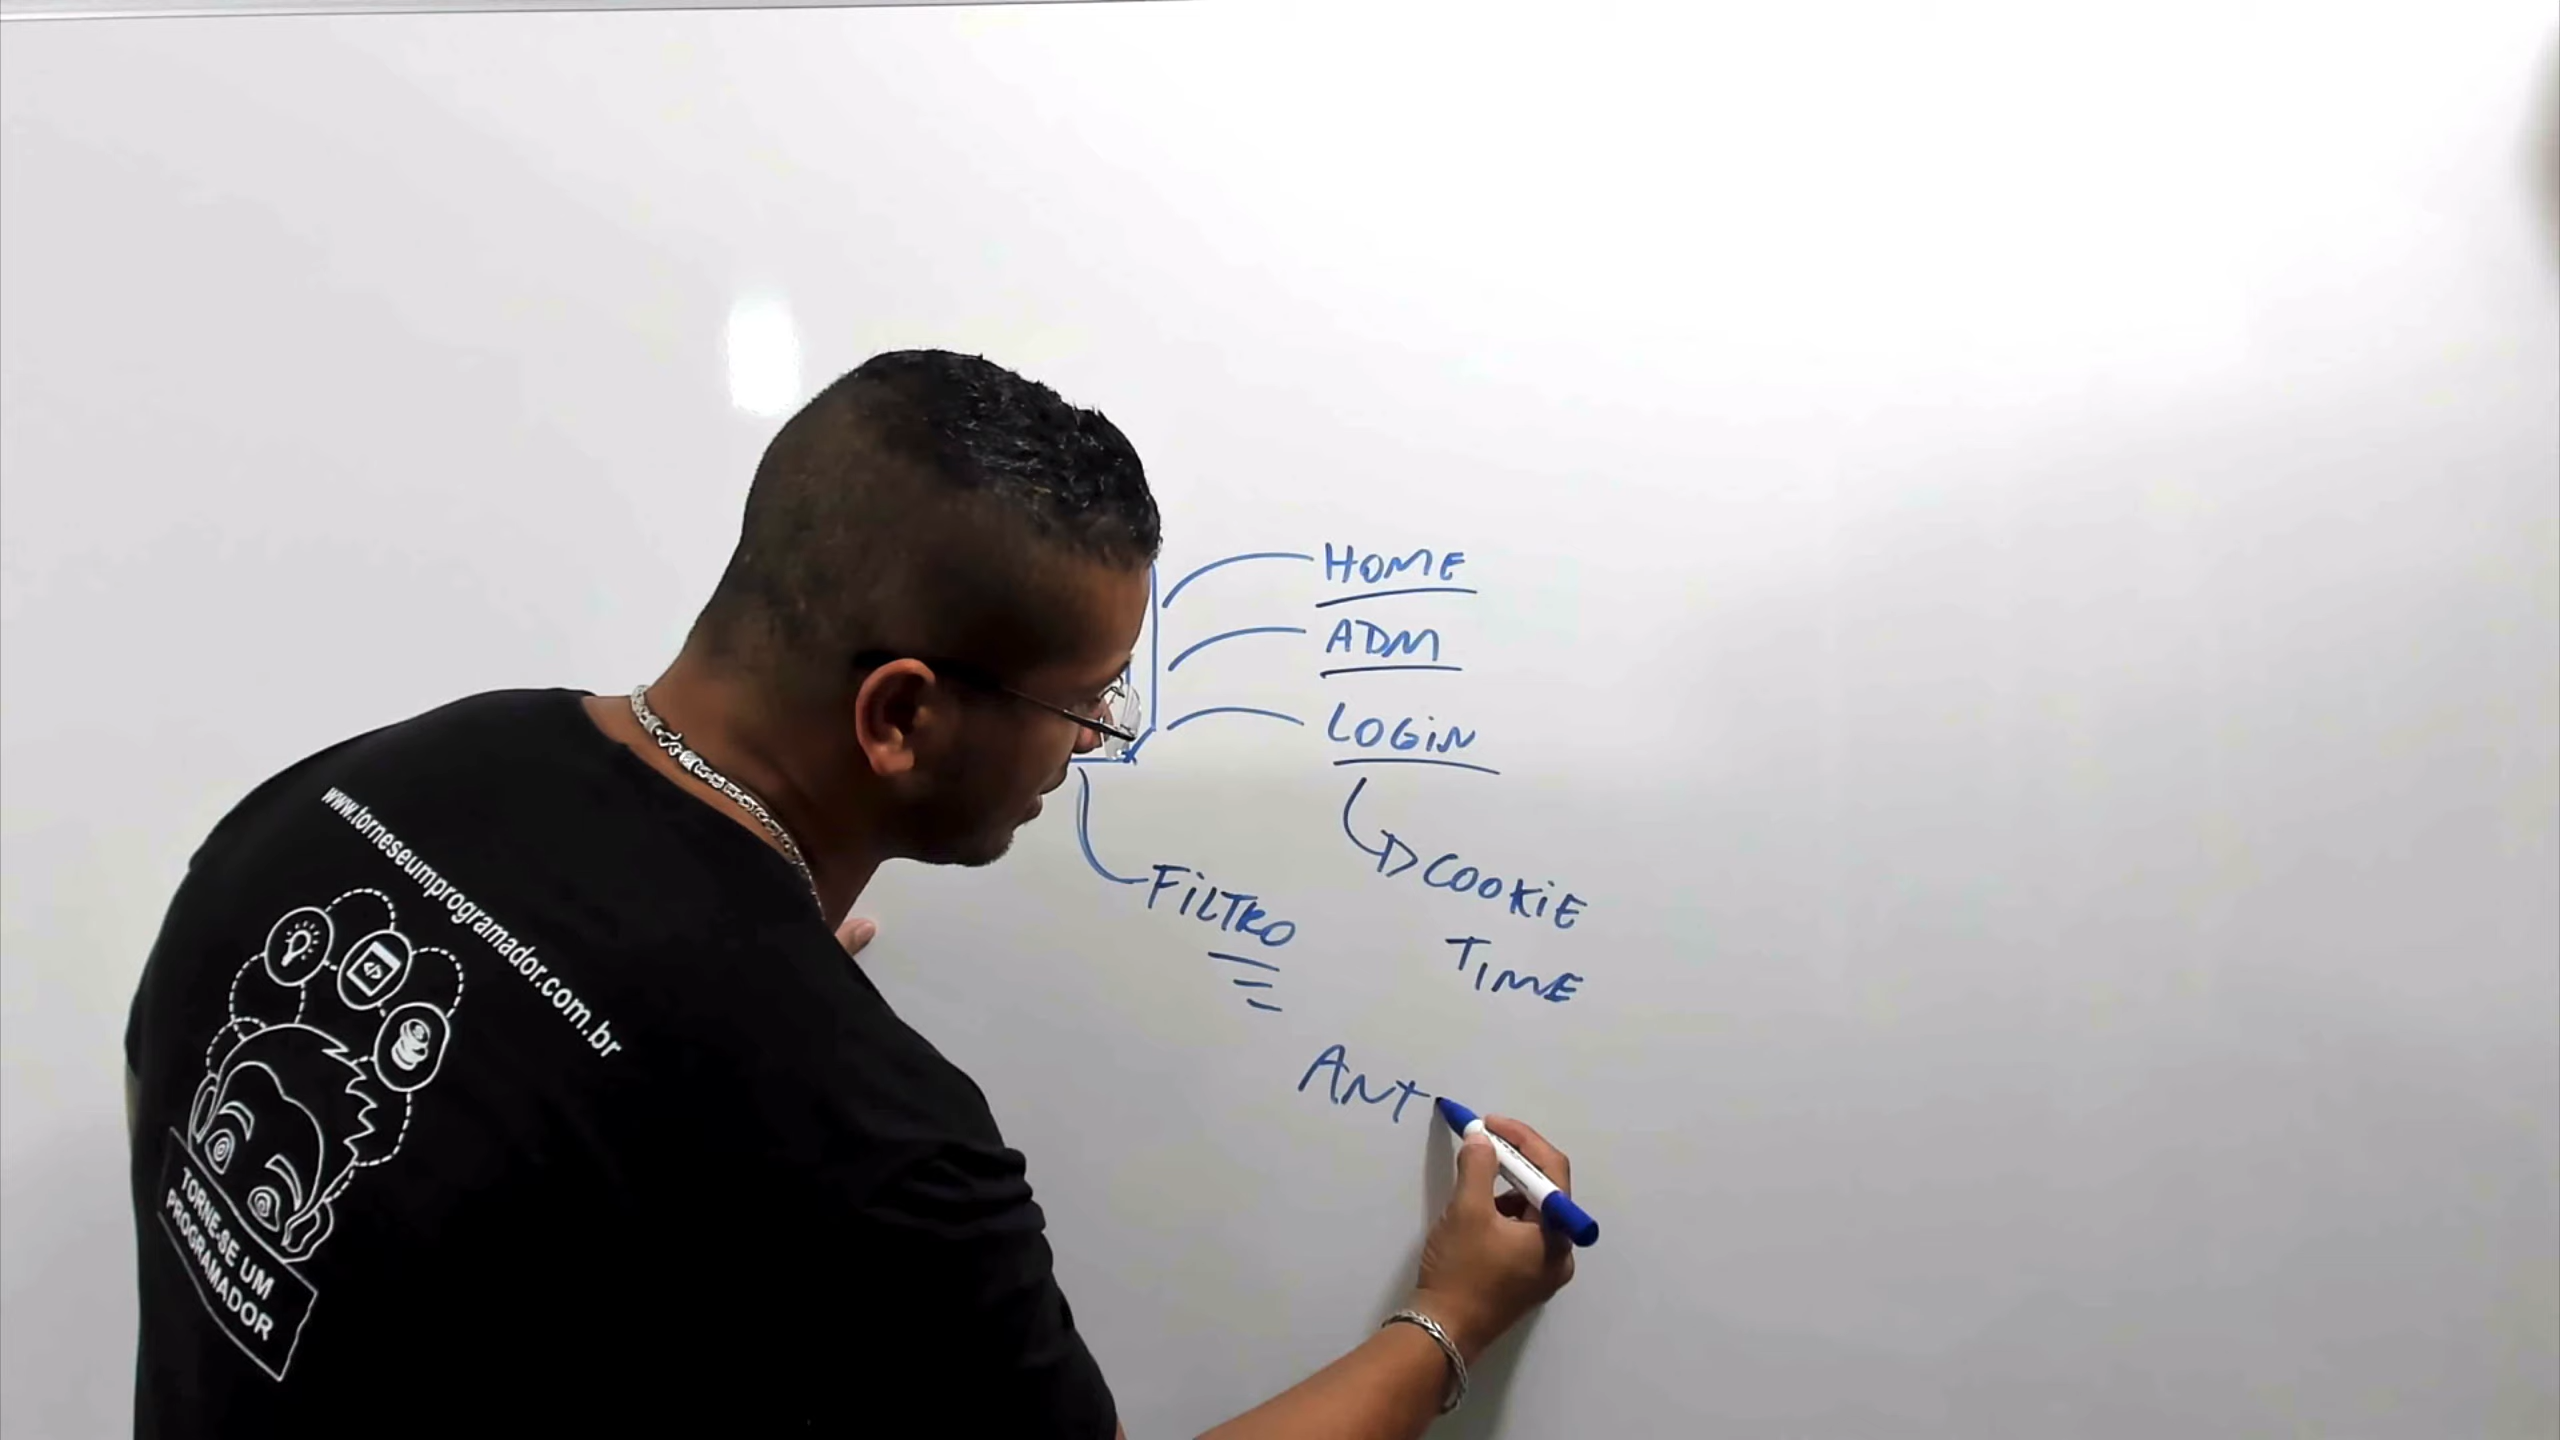 HOME
ADM
LOGIN
COOKIE
TIME
FILTRO
ANT
www.torneseumprogramador.com.br
</>
TORNE-SE UM
PROGRAMADOR